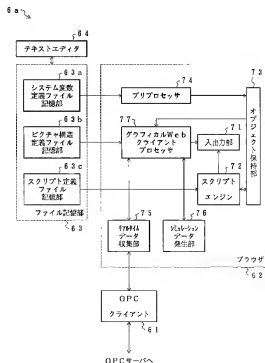 6a
64
テキストエディタ
63a
システム変数
定義ファイル
記憶部
63b
ピクチャ構造
定義ファイル
記憶部
63c
スクリプト定義
ファイル
記憶部
ファイル記憶部
63
74
プリプロセッサ
77
グラフィカルWeb
クライアント
プロセッサ
71
入出力部
72
スクリプト
エンジン
73
オブジェクト保持部
75
リアルタイム
データ
収集部
76
シミュレーション
データ
発生部
ブラウザ
62
OPC
クライアント
61
OPCサーバへ